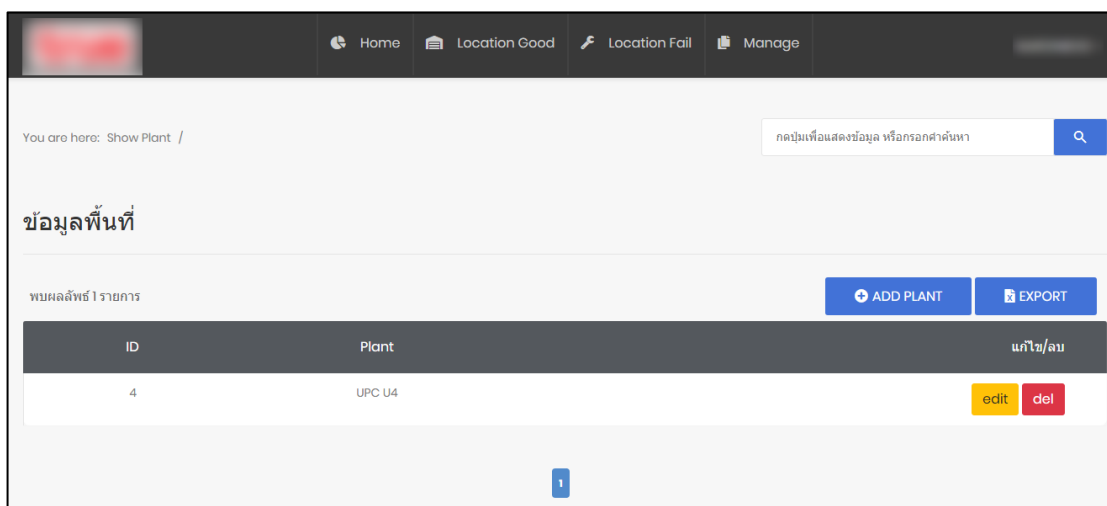 Home Location Good Location Fail Manage
You are here: Show Plant /
กดปุ่มเพื่อแสดงข้อมูล หรือกรอกคำค้นหา
ข้อมูลพื้นที่
พบผลลัพธ์ 1 รายการ
ADD PLANT EXPORT
ID Plant แก้ไข/ลบ
4 UPC U4 edit del
1